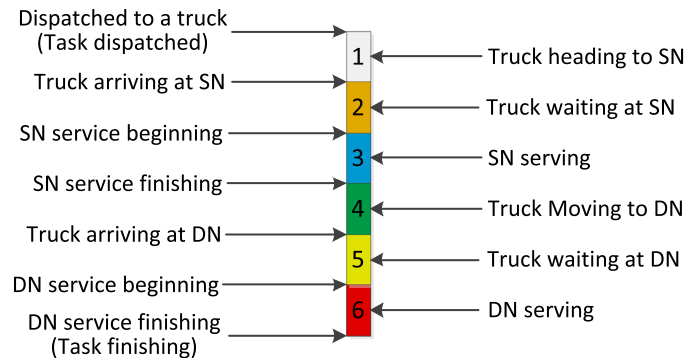 Dispatched to a truck
(Task dispatched)
1
Truck heading to SN
Truck arriving at SN
2
Truck waiting at SN
SN service beginning
3
SN serving
SN service finishing
4
Truck Moving to DN
Truck arriving at DN
5
Truck waiting at DN
DN service beginning
6
DN serving
DN service finishing
(Task finishing)